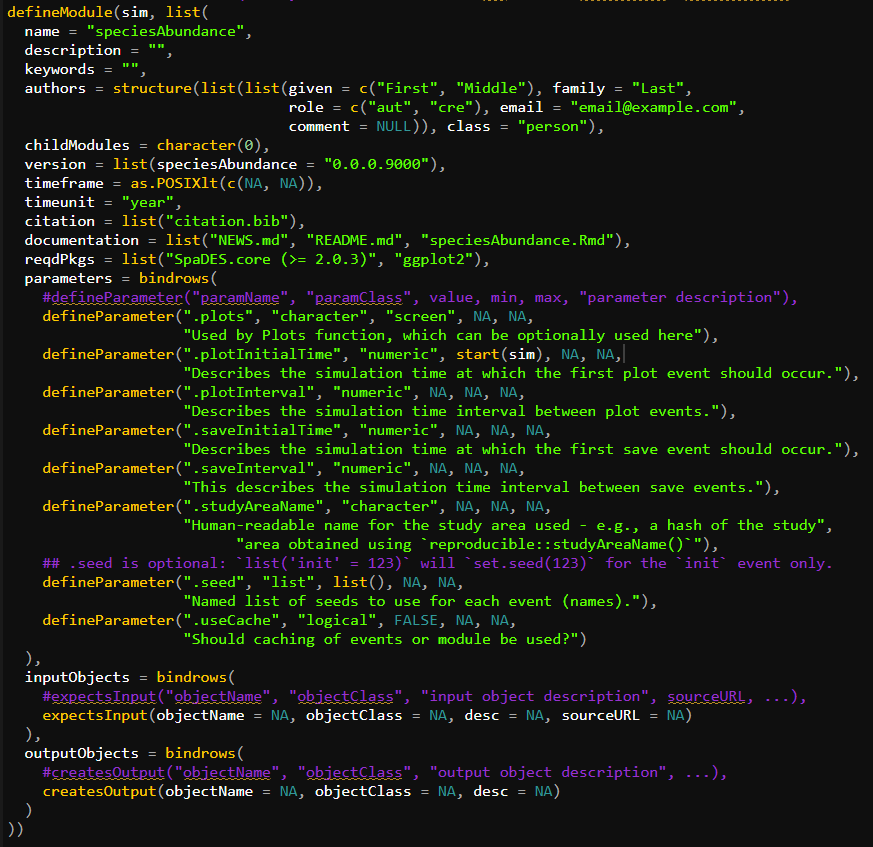 defineModule(sim, list(
  name = "speciesAbundance",
  description = "",
  keywords = "",
  authors = structure(list(list(given = c("First", "Middle"), family = "Last",
                                role = c("aut", "cre"), email = "email@example.com",
                                comment = NULL)), class = "person"),
  childModules = character(0),
  version = list(speciesAbundance = "0.0.0.9000"),
  timeframe = as.POSIXlt(c(NA, NA)),
  timeunit = "year",
  citation = list("citation.bib"),
  documentation = list("NEWS.md", "README.md", "speciesAbundance.Rmd"),
  reqdPkgs = list("SpaDES.core (>= 2.0.3)", "ggplot2"),
  parameters = bindrows(
    #defineParameter("paramName", "paramClass", value, min, max, "parameter description"),
    defineParameter(".plots", "character", "screen", NA, NA,
                    "Used by Plots function, which can be optionally used here"),
    defineParameter(".plotInitialTime", "numeric", start(sim), NA, NA,
                    "Describes the simulation time at which the first plot event should occur."),
    defineParameter(".plotInterval", "numeric", NA, NA, NA,
                    "Describes the simulation time interval between plot events."),
    defineParameter(".saveInitialTime", "numeric", NA, NA, NA,
                    "Describes the simulation time at which the first save event should occur."),
    defineParameter(".saveInterval", "numeric", NA, NA, NA,
                    "This describes the simulation time interval between save events."),
    defineParameter(".studyAreaName", "character", NA, NA, NA,
                    "Human-readable name for the study area used - e.g., a hash of the study",
                          "area obtained using `reproducible::studyAreaName()`"),
    ## .seed is optional: `list('init' = 123)` will `set.seed(123)` for the `init` event only.
    defineParameter(".seed", "list", list(), NA, NA,
                    "Named list of seeds to use for each event (names)."),
    defineParameter(".useCache", "logical", FALSE, NA, NA,
                    "Should caching of events or module be used?")
  ),
  inputObjects = bindrows(
    #expectsInput("objectName", "objectClass", "input object description", sourceURL, ...),
    expectsInput(objectName = NA, objectClass = NA, desc = NA, sourceURL = NA)
  ),
  outputObjects = bindrows(
    #createsOutput("objectName", "objectClass", "output object description", ...),
    createsOutput(objectName = NA, objectClass = NA, desc = NA)
  )
))